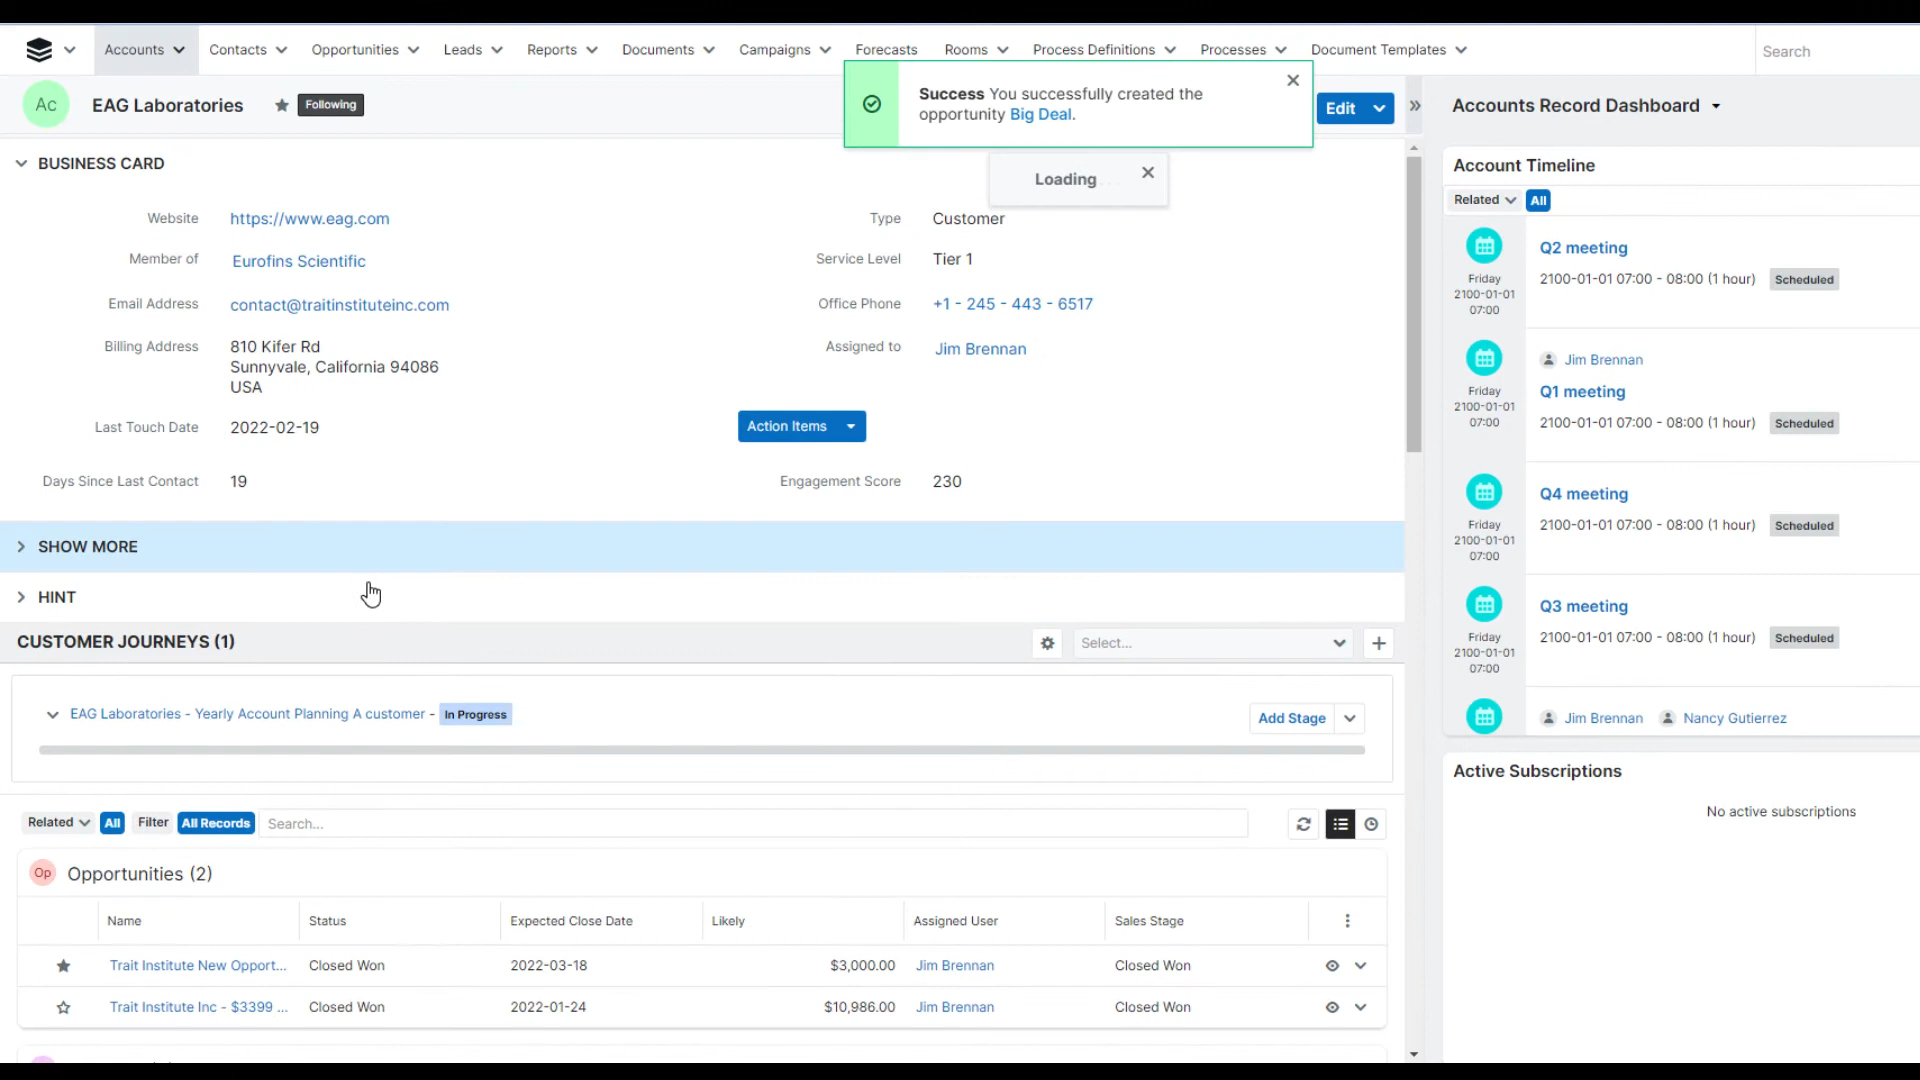 Accounts
Contacts
Opportunities
Leads
Reports
Documents
Campaigns
Forecasts
Rooms
Process Definitions
Processes
Document Templates
Search
Ac
EAG Laboratories
Following
Success You successfully created the
opportunity Big Deal.
Edit
Accounts Record Dashboard
Loading...
BUSINESS CARD
Website
https://www.eag.com
Type
Customer
Member of
Eurofins Scientific
Service Level
Tier 1
Email Address
contact@traitinstituteinc.com
Office Phone
+1 - 245 - 443 - 6517
Billing Address
810 Kifer Rd
Sunnyvale, California 94086
USA
Assigned to
Jim Brennan
Last Touch Date
2022-02-19
Action Items
Days Since Last Contact
19
Engagement Score
230
SHOW MORE
HINT
CUSTOMER JOURNEYS (1)
Select...
EAG Laboratories - Yearly Account Planning A customer - In Progress
Add Stage
Related
All
Filter
All Records
Search...
Op
Opportunities (2)
Name
Status
Expected Close Date
Likely
Assigned User
Sales Stage
Trait Institute New Opport...
Closed Won
2022-03-18
$3,000.00
Jim Brennan
Closed Won
Trait Institute Inc - $3399 ...
Closed Won
2022-01-24
$10,986.00
Jim Brennan
Closed Won
Account Timeline
Related
All
Friday
2100-01-01
07:00
Q2 meeting
2100-01-01 07:00 - 08:00 (1 hour)
Scheduled
Friday
2100-01-01
07:00
Jim Brennan
Q1 meeting
2100-01-01 07:00 - 08:00 (1 hour)
Scheduled
Friday
2100-01-01
07:00
Q4 meeting
2100-01-01 07:00 - 08:00 (1 hour)
Scheduled
Friday
2100-01-01
07:00
Q3 meeting
2100-01-01 07:00 - 08:00 (1 hour)
Scheduled
Jim Brennan
Nancy Gutierrez
Active Subscriptions
No active subscriptions